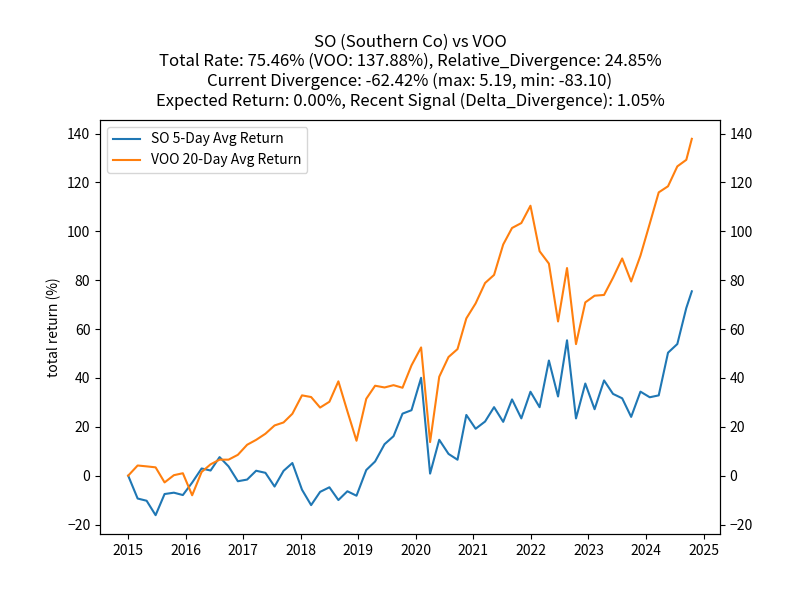 SO (Southern Co) vs VOO
Total Rate: 75.46% (VOO: 137.88%), Relative_Divergence: 24.85%
Current Divergence: -62.42% (max: 5.19, min: -83.10)
Expected Return: 0.00%, Recent Signal (Delta_Divergence): 1.05%
SO 5-Day Avg Return
VOO 20-Day Avg Return
total return (%)
140
120
100
80
60
40
20
0
−20
140
120
100
80
60
40
20
0
−20
2015 2016 2017 2018 2019 2020 2021 2022 2023 2024 2025